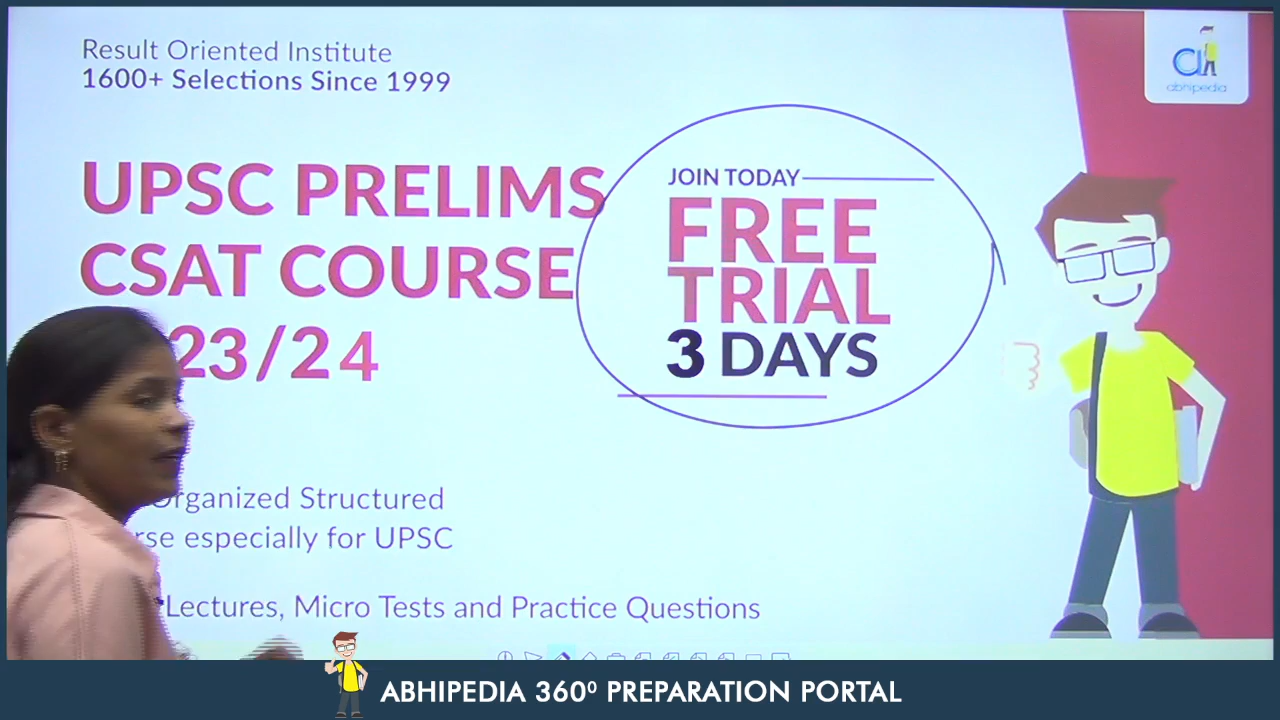 Result Oriented Institute
1600+ Selections Since 1999
abhipedia
UPSC PRELIMS
CSAT COURSE
23/24
JOIN TODAY
FREE
TRIAL
3 DAYS
Organized Structured
especially for UPSC
Lectures, Micro Tests and Practice Questions
ABHIPEDIA 360⁰ PREPARATION PORTAL